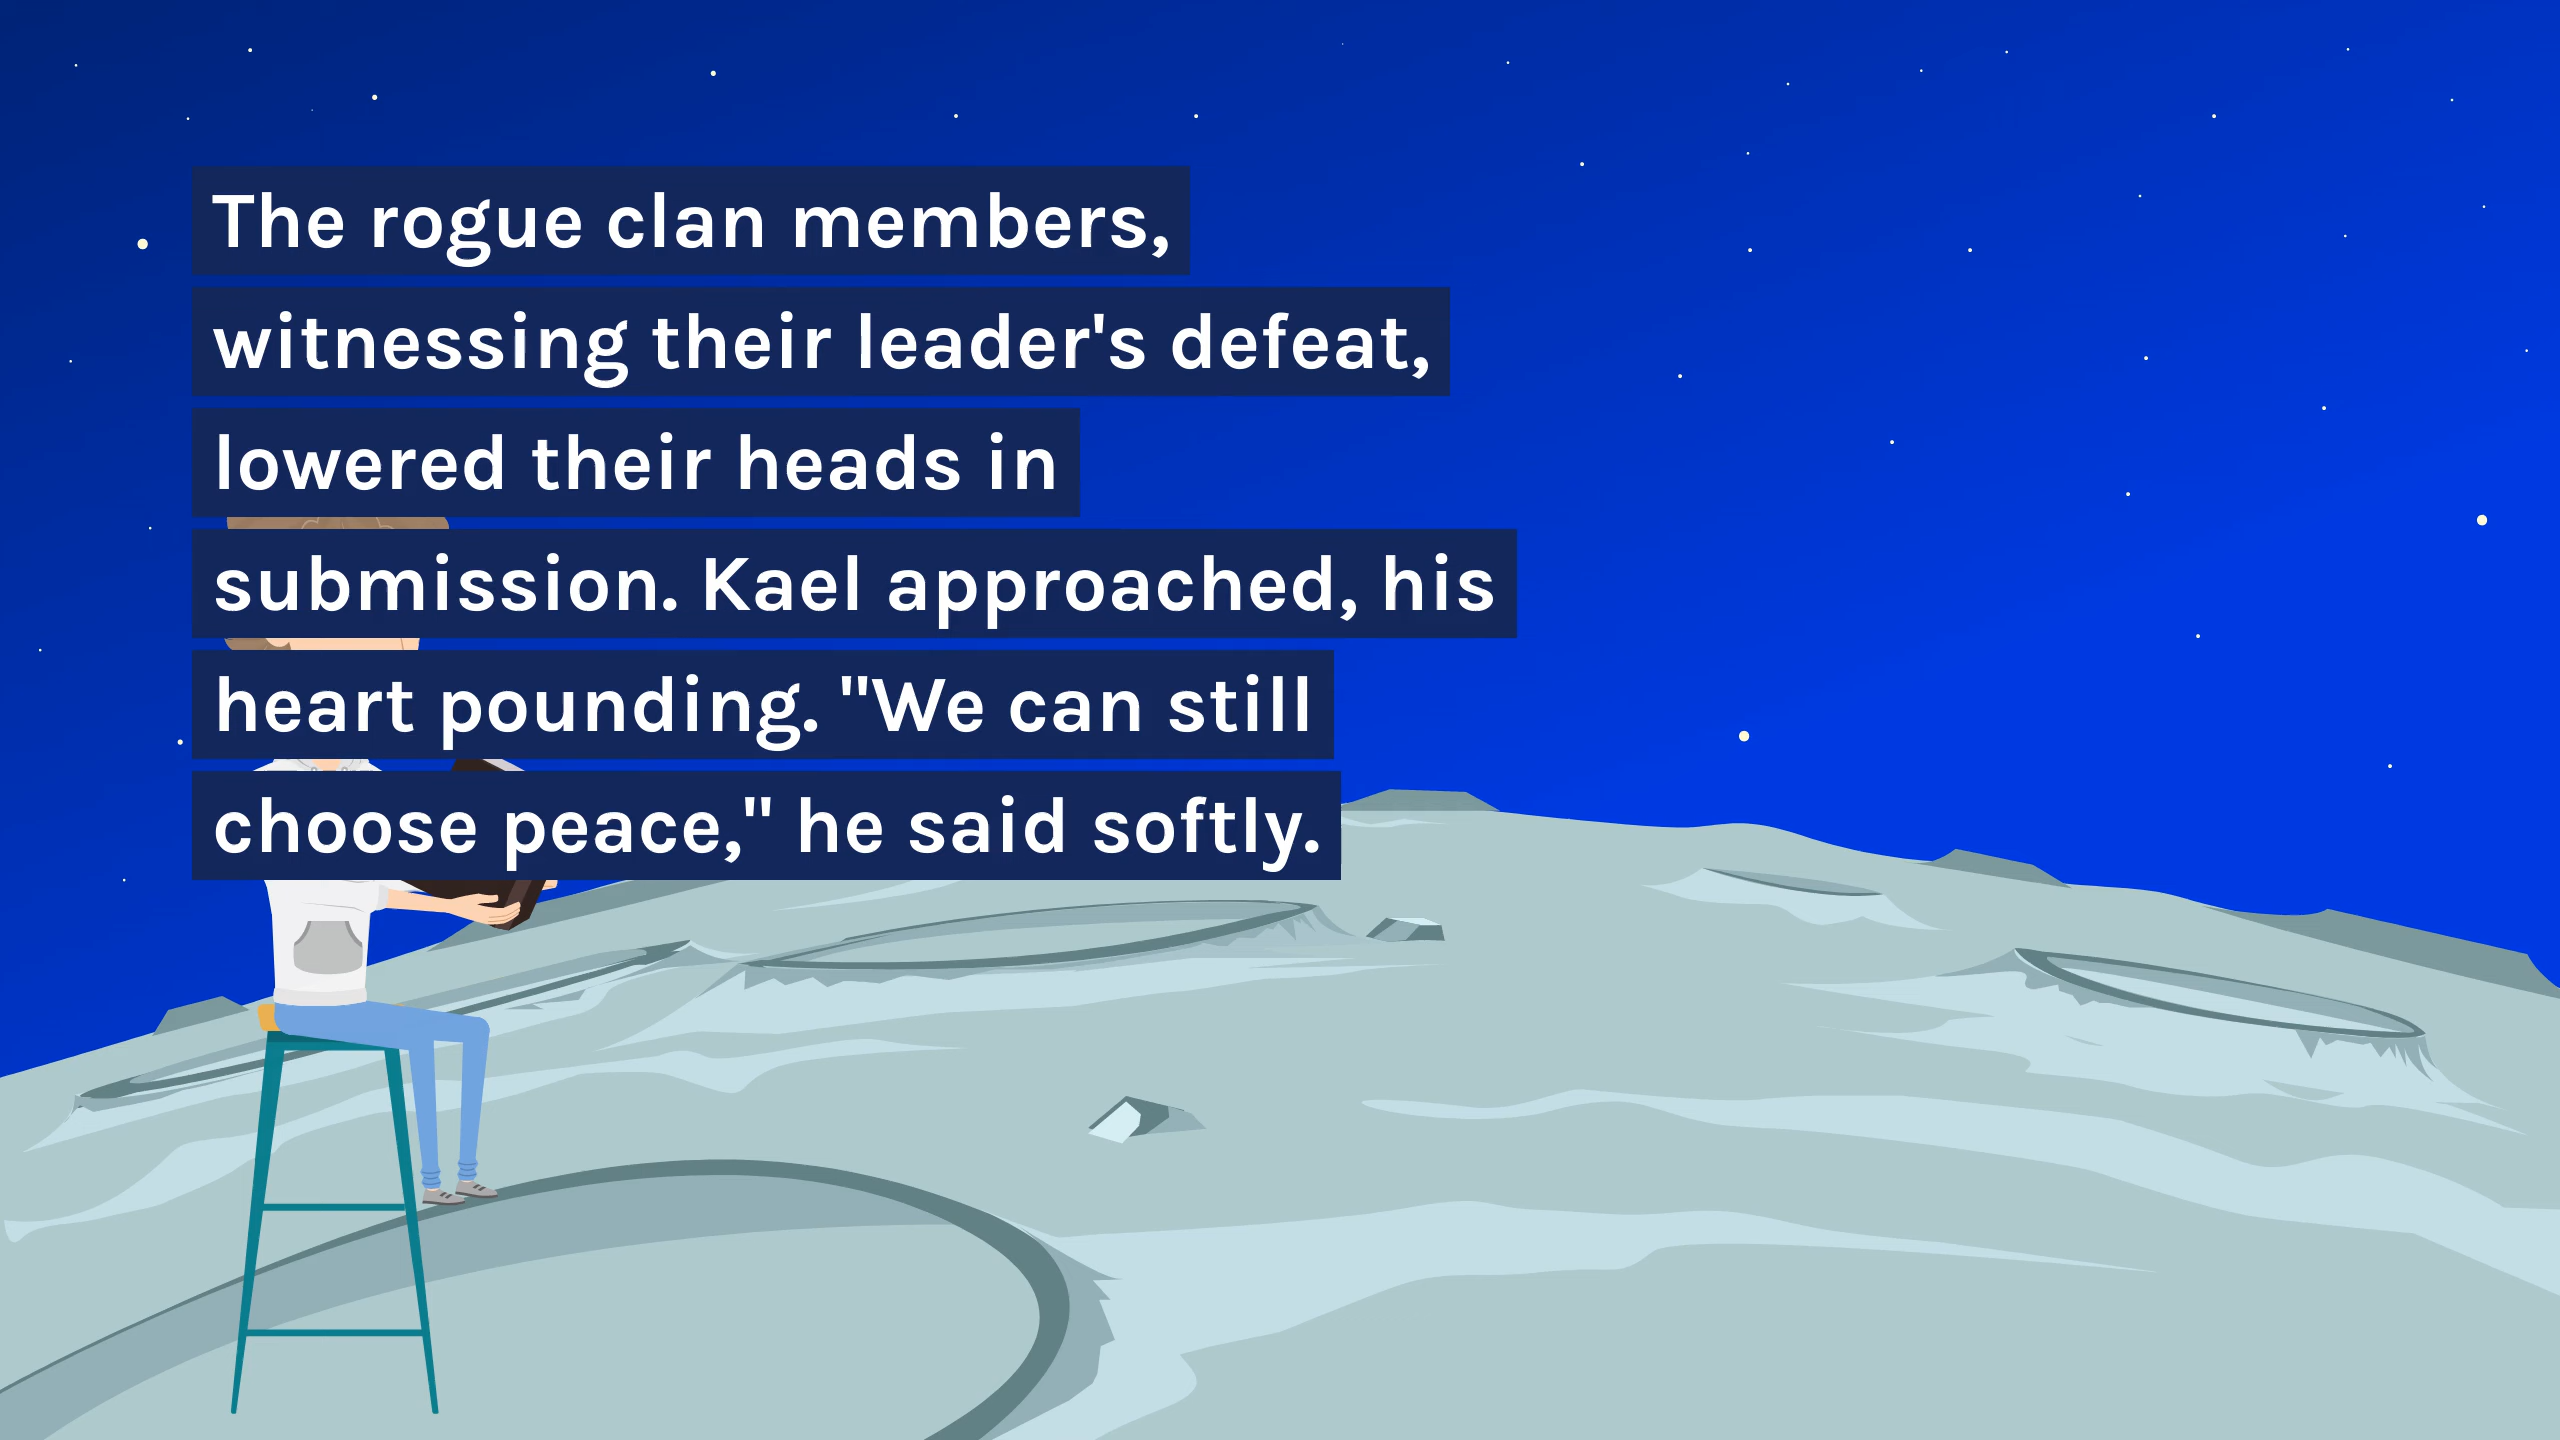 The rogue clan members,
witnessing their leader's defeat,
lowered their heads in
submission. Kael approached, his
heart pounding. "We can still
choose peace," he said softly.